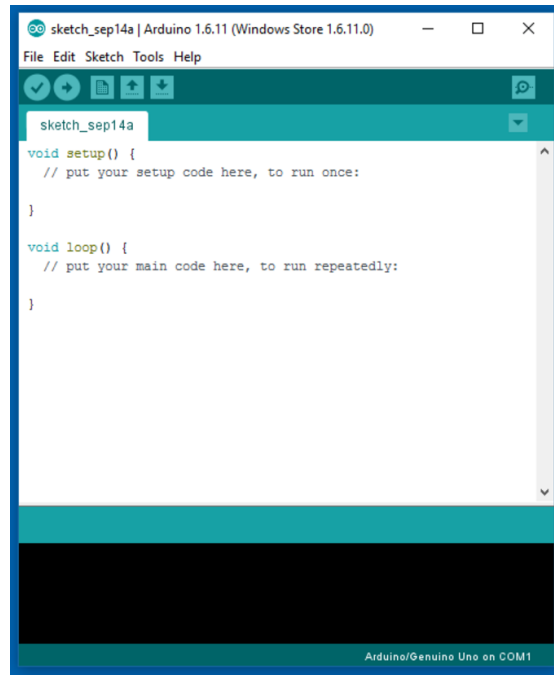 sketch_sep14a | Arduino 1.6.11 (Windows Store 1.6.11.0)
File Edit Sketch Tools Help
sketch_sep14a
void setup() {
  // put your setup code here, to run once:
}
void loop() {
  // put your main code here, to run repeatedly:
}
Arduino/Genuino Uno on COM1